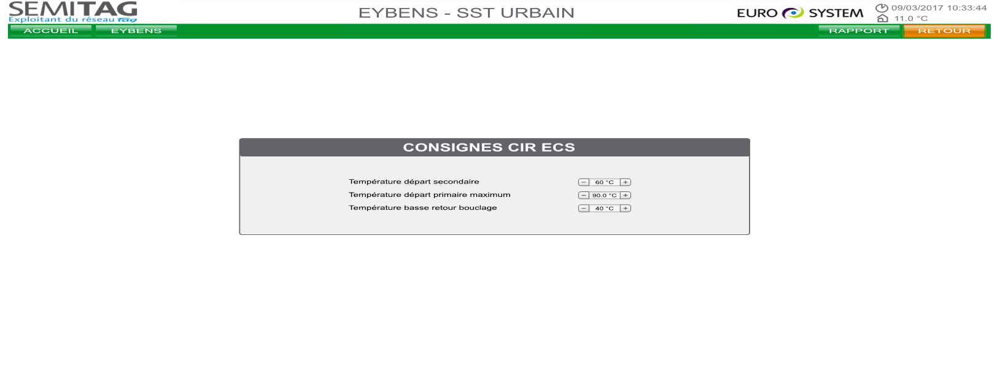 SEMITAG
Exploitant du réseau tag
EYBENS - SST URBAIN
EURO SYSTEM
09/03/2017 10:33:44
11.0 °C
ACCUEIL
EYBENS
RAPPORT
RETOUR
CONSIGNES CIR ECS
Température départ secondaire − 60 °C +
Température départ primaire maximum − 90.0 °C +
Température basse retour bouclage − 40 °C +